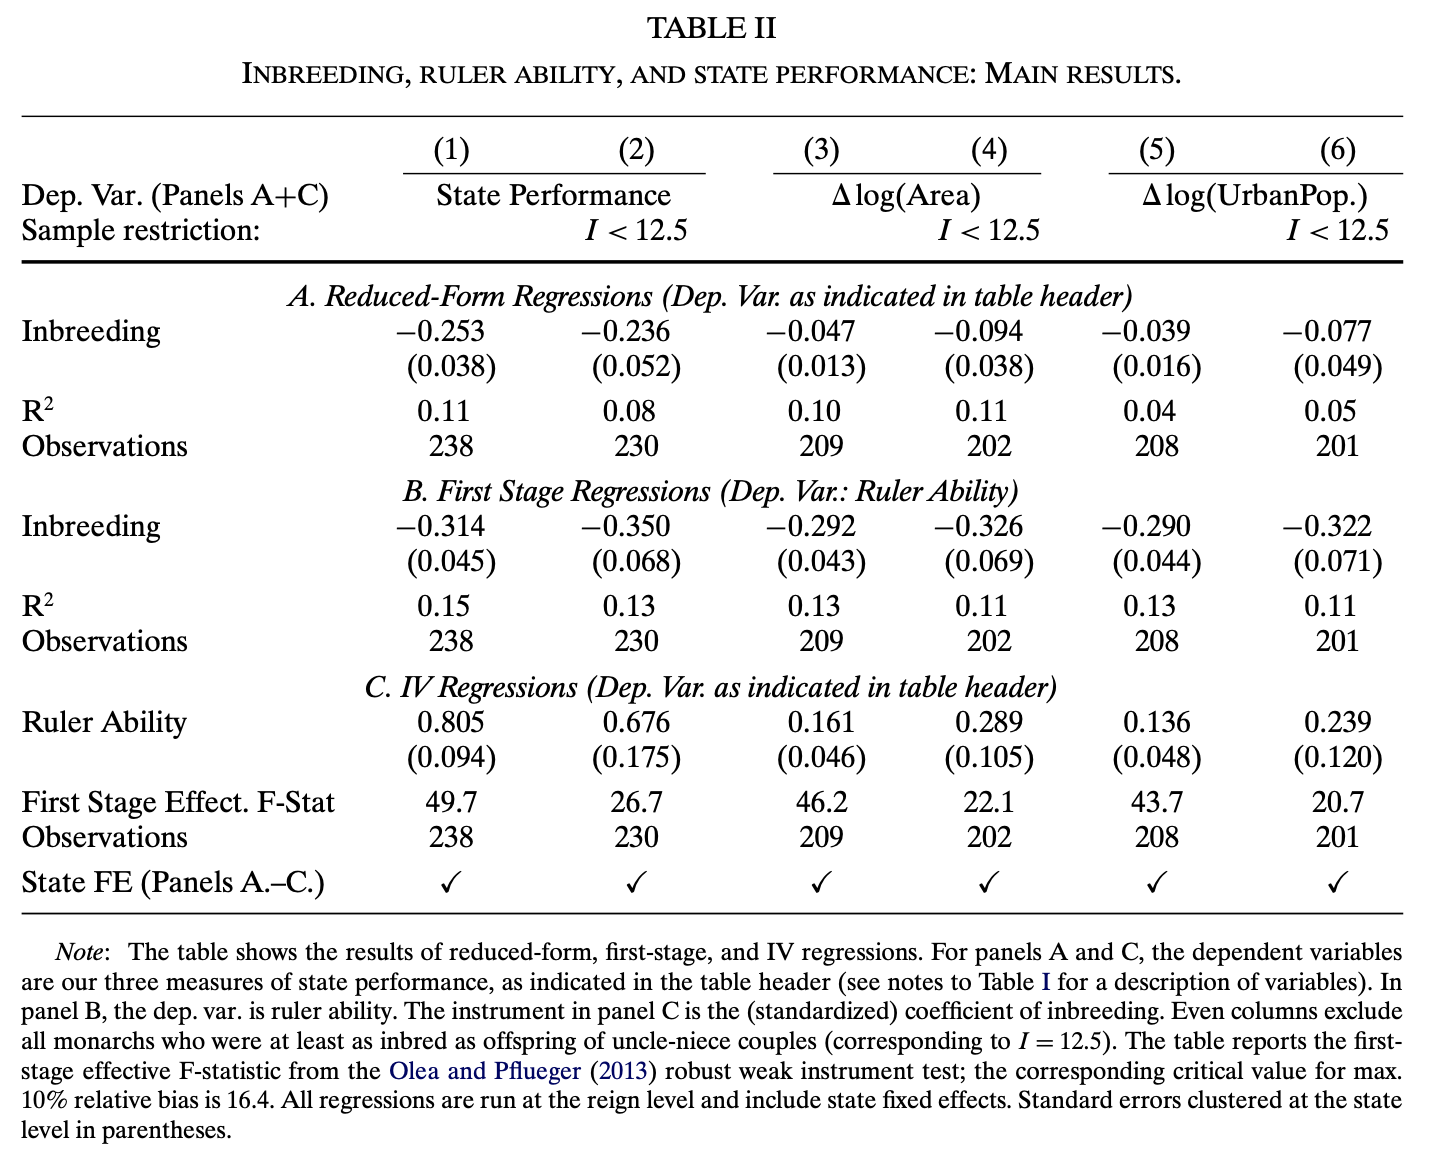 TABLE II
INBREEDING, RULER ABILITY, AND STATE PERFORMANCE: MAIN RESULTS.
(1) (2) (3) (4) (5) (6)
Dep. Var. (Panels A+C) State Performance Δ log(Area) Δ log(UrbanPop.)
Sample restriction: I < 12.5 I < 12.5 I < 12.5
A. Reduced-Form Regressions (Dep. Var. as indicated in table header)
Inbreeding −0.253 −0.236 −0.047 −0.094 −0.039 −0.077
(0.038) (0.052) (0.013) (0.038) (0.016) (0.049)
R² 0.11 0.08 0.10 0.11 0.04 0.05
Observations 238 230 209 202 208 201
B. First Stage Regressions (Dep. Var.: Ruler Ability)
Inbreeding −0.314 −0.350 −0.292 −0.326 −0.290 −0.322
(0.045) (0.068) (0.043) (0.069) (0.044) (0.071)
R² 0.15 0.13 0.13 0.11 0.13 0.11
Observations 238 230 209 202 208 201
C. IV Regressions (Dep. Var. as indicated in table header)
Ruler Ability 0.805 0.676 0.161 0.289 0.136 0.239
(0.094) (0.175) (0.046) (0.105) (0.048) (0.120)
First Stage Effect. F-Stat 49.7 26.7 46.2 22.1 43.7 20.7
Observations 238 230 209 202 208 201
State FE (Panels A.–C.) ✓ ✓ ✓ ✓ ✓ ✓
Note: The table shows the results of reduced-form, first-stage, and IV regressions. For panels A and C, the dependent variables
are our three measures of state performance, as indicated in the table header (see notes to Table I for a description of variables). In
panel B, the dep. var. is ruler ability. The instrument in panel C is the (standardized) coefficient of inbreeding. Even columns exclude
all monarchs who were at least as inbred as offspring of uncle-niece couples (corresponding to I = 12.5). The table reports the first-
stage effective F-statistic from the Olea and Pflueger (2013) robust weak instrument test; the corresponding critical value for max.
10% relative bias is 16.4. All regressions are run at the reign level and include state fixed effects. Standard errors clustered at the state
level in parentheses.